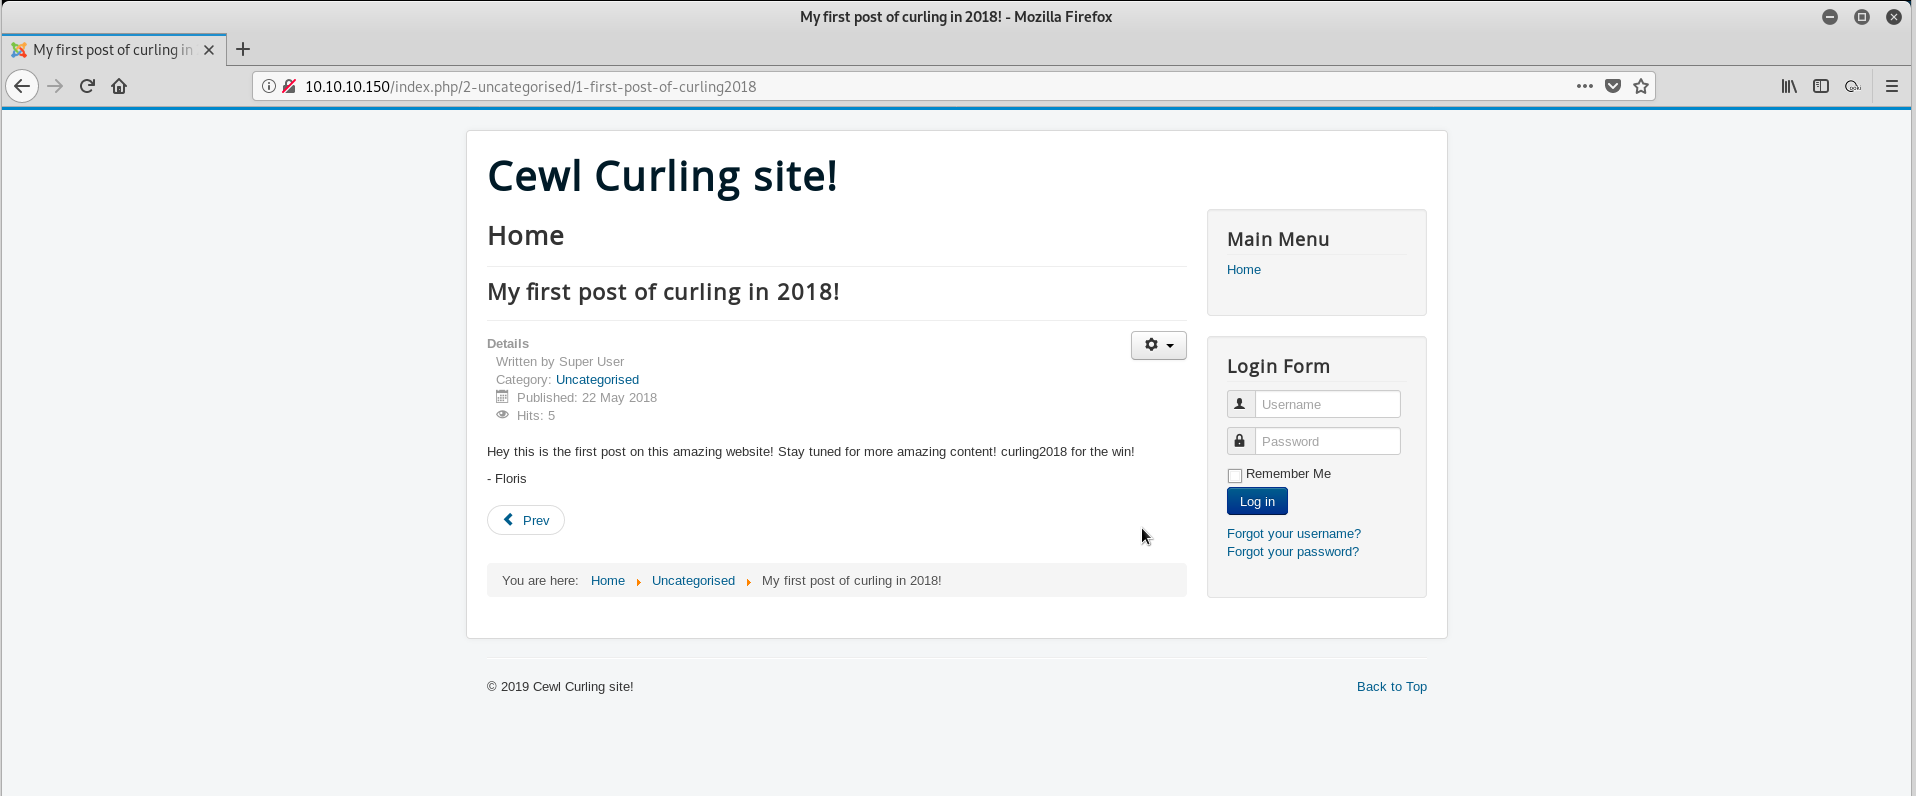 My first post of curling in 2018! - Mozilla Firefox
My first post of curling in
10.10.10.150/index.php/2-uncategorised/1-first-post-of-curling2018
Cewl Curling site!
Home
My first post of curling in 2018!
Details
Written by Super User
Category: Uncategorised
Published: 22 May 2018
Hits: 5
Hey this is the first post on this amazing website! Stay tuned for more amazing content! curling2018 for the win!
- Floris
Prev
You are here: Home Uncategorised My first post of curling in 2018!
Main Menu
Home
Login Form
Username
Password
Remember Me
Log in
Forgot your username?
Forgot your password?
© 2019 Cewl Curling site!
Back to Top